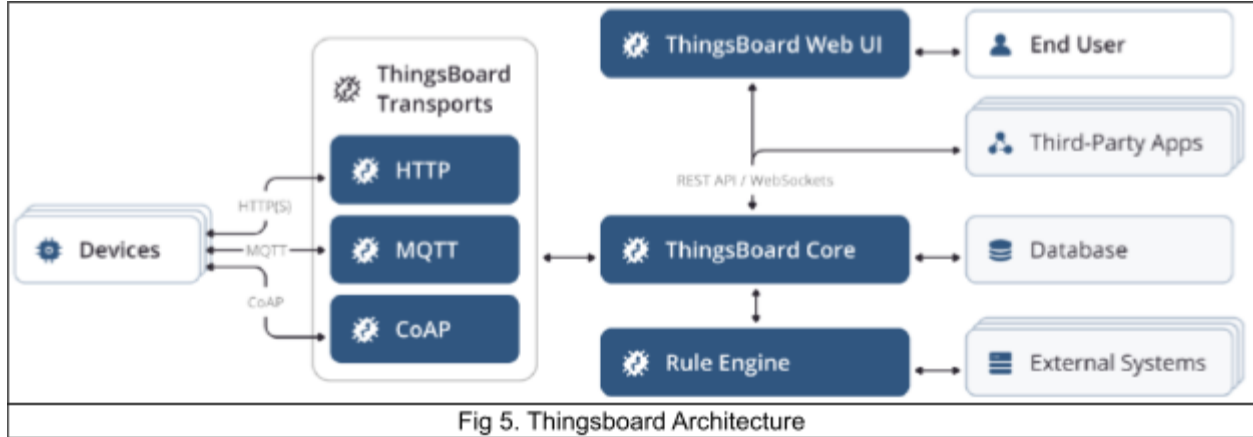 ThingsBoard
Transports
HTTP
MQTT
CoAP
HTTP(S)
MQTT
CoAP
Devices
ThingsBoard Web UI
End User
Third-Party Apps
REST API / WebSockets
ThingsBoard Core
Database
Rule Engine
External Systems
Fig 5. Thingsboard Architecture